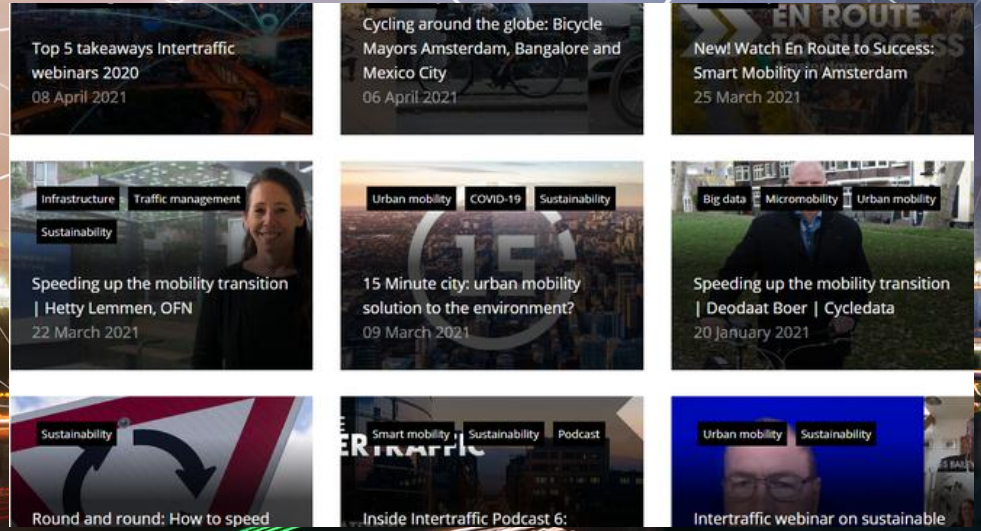 Top 5 takeaways Intertraffic
webinars 2020
08 April 2021
Cycling around the globe: Bicycle
Mayors Amsterdam, Bangalore and
Mexico City
06 April 2021
EN ROUTE
TO SUCCESS
New! Watch En Route to Success:
Smart Mobility in Amsterdam
25 March 2021
Infrastructure Traffic management
Sustainability
Speeding up the mobility transition
| Hetty Lemmen, OFN
22 March 2021
Urban mobility COVID-19 Sustainability
15
15 Minute city: urban mobility
solution to the environment?
09 March 2021
Big data Micromobility Urban mobility
Speeding up the mobility transition
| Deodaat Boer | Cycledata
20 January 2021
Sustainability
Round and round: How to speed
Smart mobility Sustainability Podcast
ERTRAFFIC
Inside Intertraffic Podcast 6:
Urban mobility Sustainability
Intertraffic webinar on sustainable